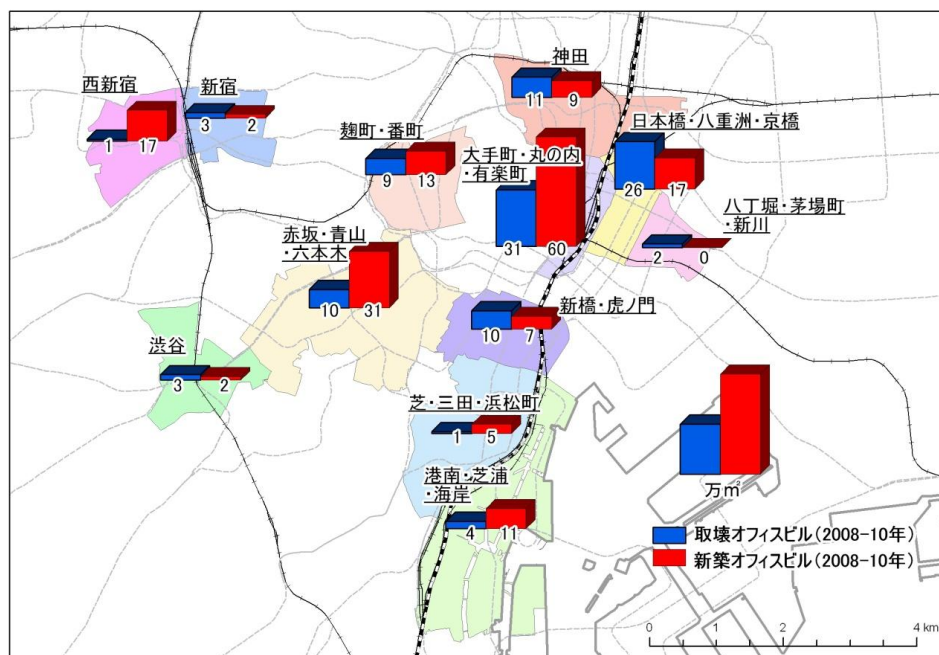 神田
11
9
西新宿
1
17
新宿
3
2
麹町・番町
9
13
大手町・丸の内
・有楽町
31
60
日本橋・八重洲・京橋
26
17
八丁堀・茅場町
・新川
2
0
赤坂・青山
・六本木
10
31
新橋・虎ノ門
10
7
渋谷
3
2
芝・三田・浜松町
1
5
港南・芝浦
・海岸
4
11
万㎡
取壊オフィスビル(2008-10年)
新築オフィスビル(2008-10年)
0
1
2
4 km